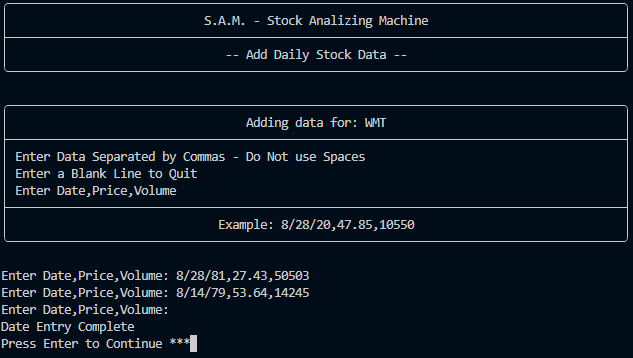 S.A.M. - Stock Analizing Machine
-- Add Daily Stock Data --
Adding data for: WMT
Enter Data Separated by Commas - Do Not use Spaces
Enter a Blank Line to Quit
Enter Date,Price,Volume
Example: 8/28/20,47.85,10550
Enter Date,Price,Volume: 8/28/81,27.43,50503
Enter Date,Price,Volume: 8/14/79,53.64,14245
Enter Date,Price,Volume:
Date Entry Complete
Press Enter to Continue ***